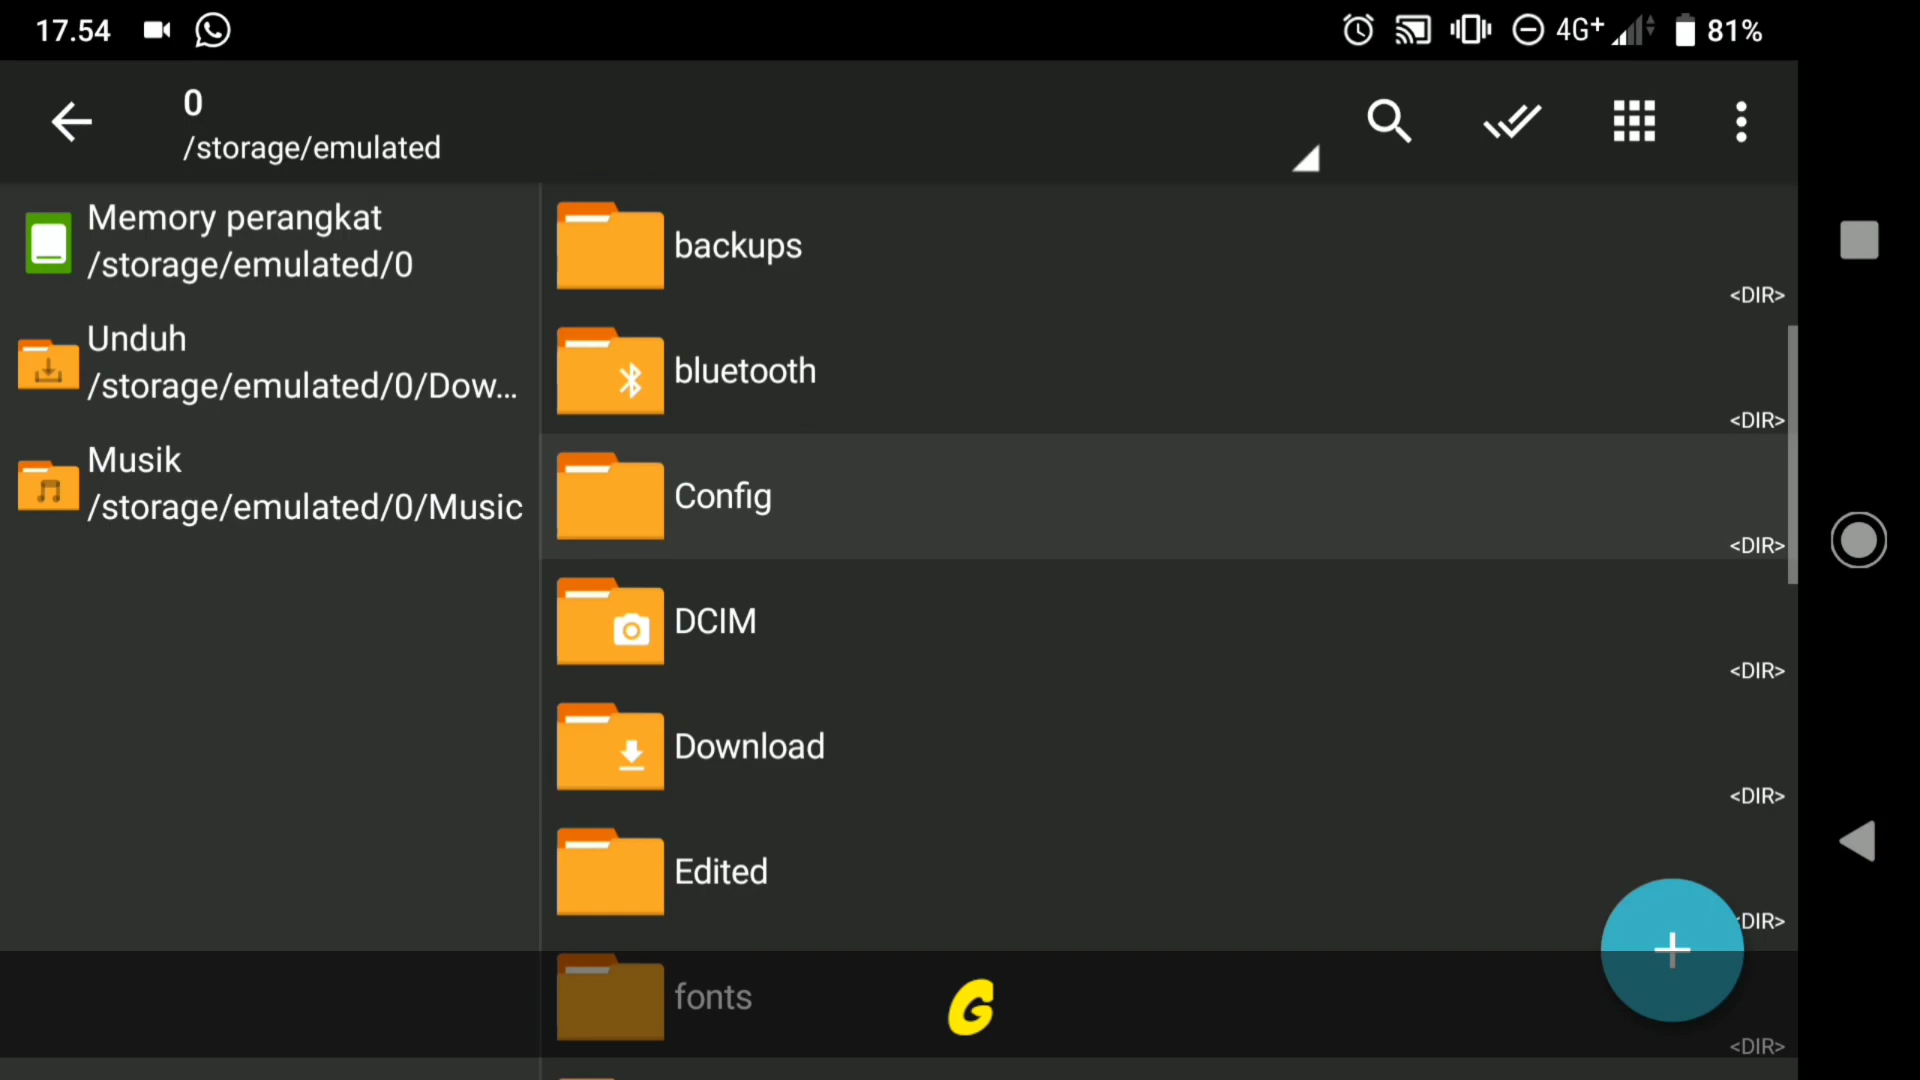 17.54
4G+
81%
0
/storage/emulated
Memory perangkat
/storage/emulated/0
Unduh
/storage/emulated/0/Dow...
Musik
/storage/emulated/0/Music
backups
<DIR>
bluetooth
<DIR>
Config
<DIR>
DCIM
<DIR>
Download
<DIR>
Edited
DIR>
fonts
<DIR>
G